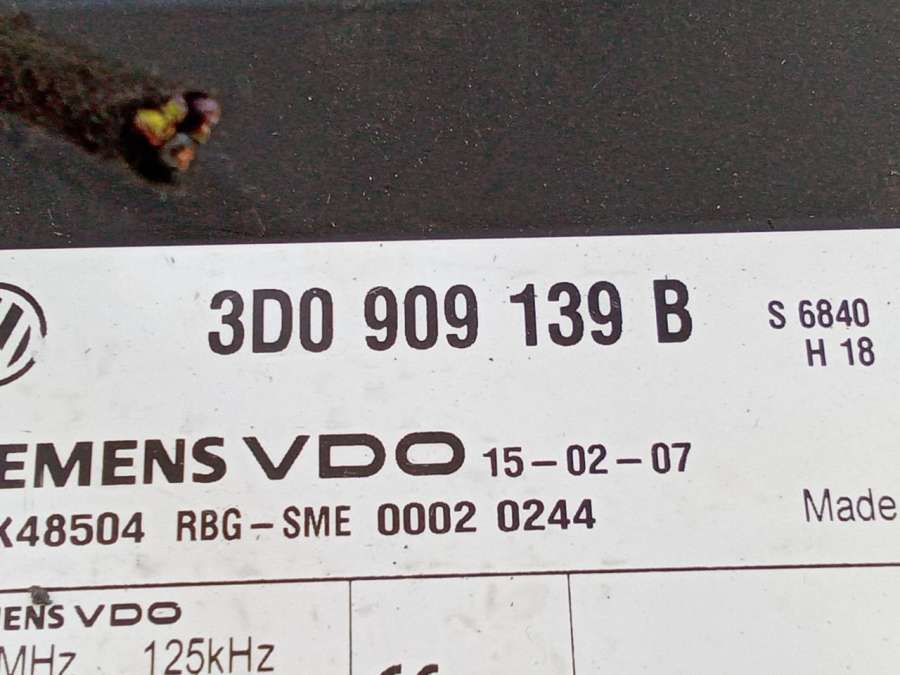 3D0 909 139 B
S 6840
H 18
EMENS VDO 15-02-07
K48504 RBG-SME 0002 0244
Made
ENS VDO
MHz 125kHz